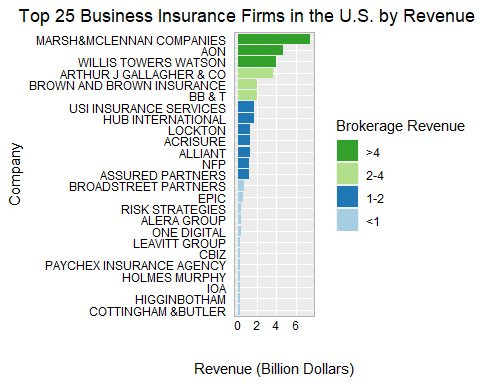 Top 25 Business Insurance Firms in the U.S. by Revenue
Company
MARSH&MCLENNAN COMPANIES
AON
WILLIS TOWERS WATSON
ARTHUR J GALLAGHER & CO
BROWN AND BROWN INSURANCE
BB & T
USI INSURANCE SERVICES
HUB INTERNATIONAL
LOCKTON
ACRISURE
ALLIANT
NFP
ASSURED PARTNERS
BROADSTREET PARTNERS
EPIC
RISK STRATEGIES
ALERA GROUP
ONE DIGITAL
LEAVITT GROUP
CBIZ
PAYCHEX INSURANCE AGENCY
HOLMES MURPHY
IOA
HIGGINBOTHAM
COTTINGHAM &BUTLER
0 2 4 6
Revenue (Billion Dollars)
Brokerage Revenue
>4
2-4
1-2
<1